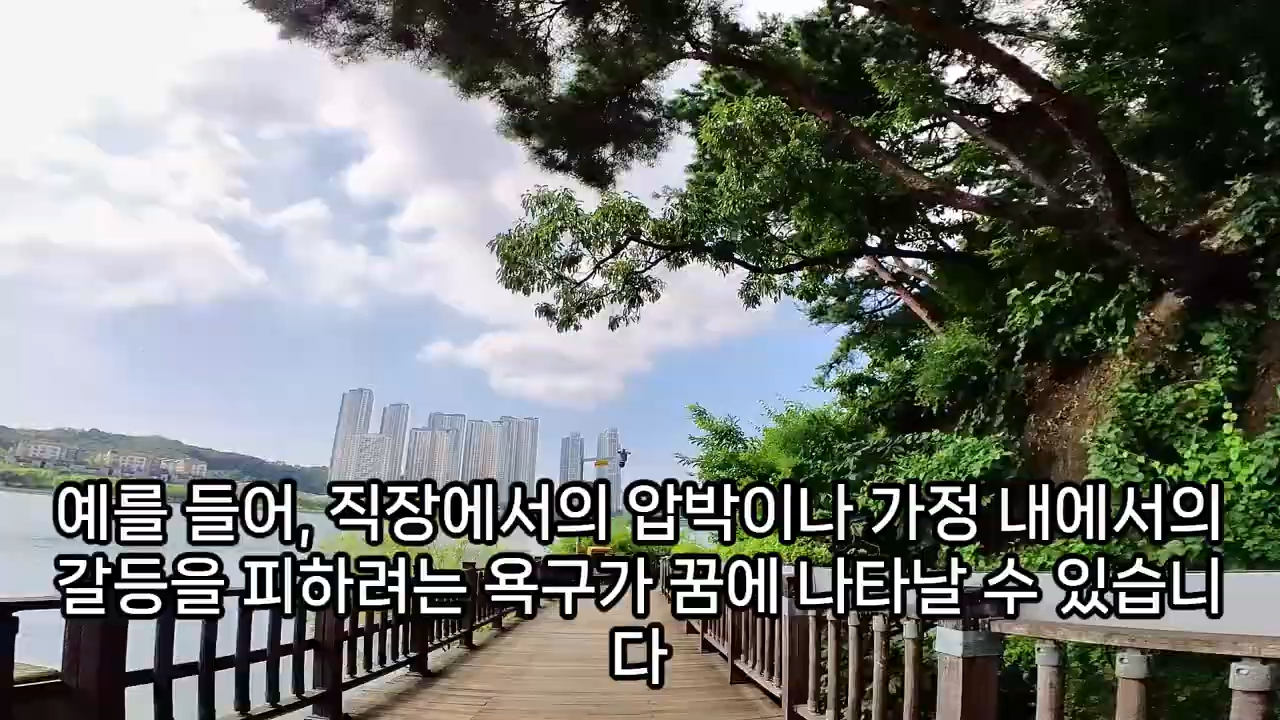 예를 들어, 직장에서의 압박이나 가정 내에서의
갈등을 피하려는 욕구가 꿈에 나타날 수 있습니
다